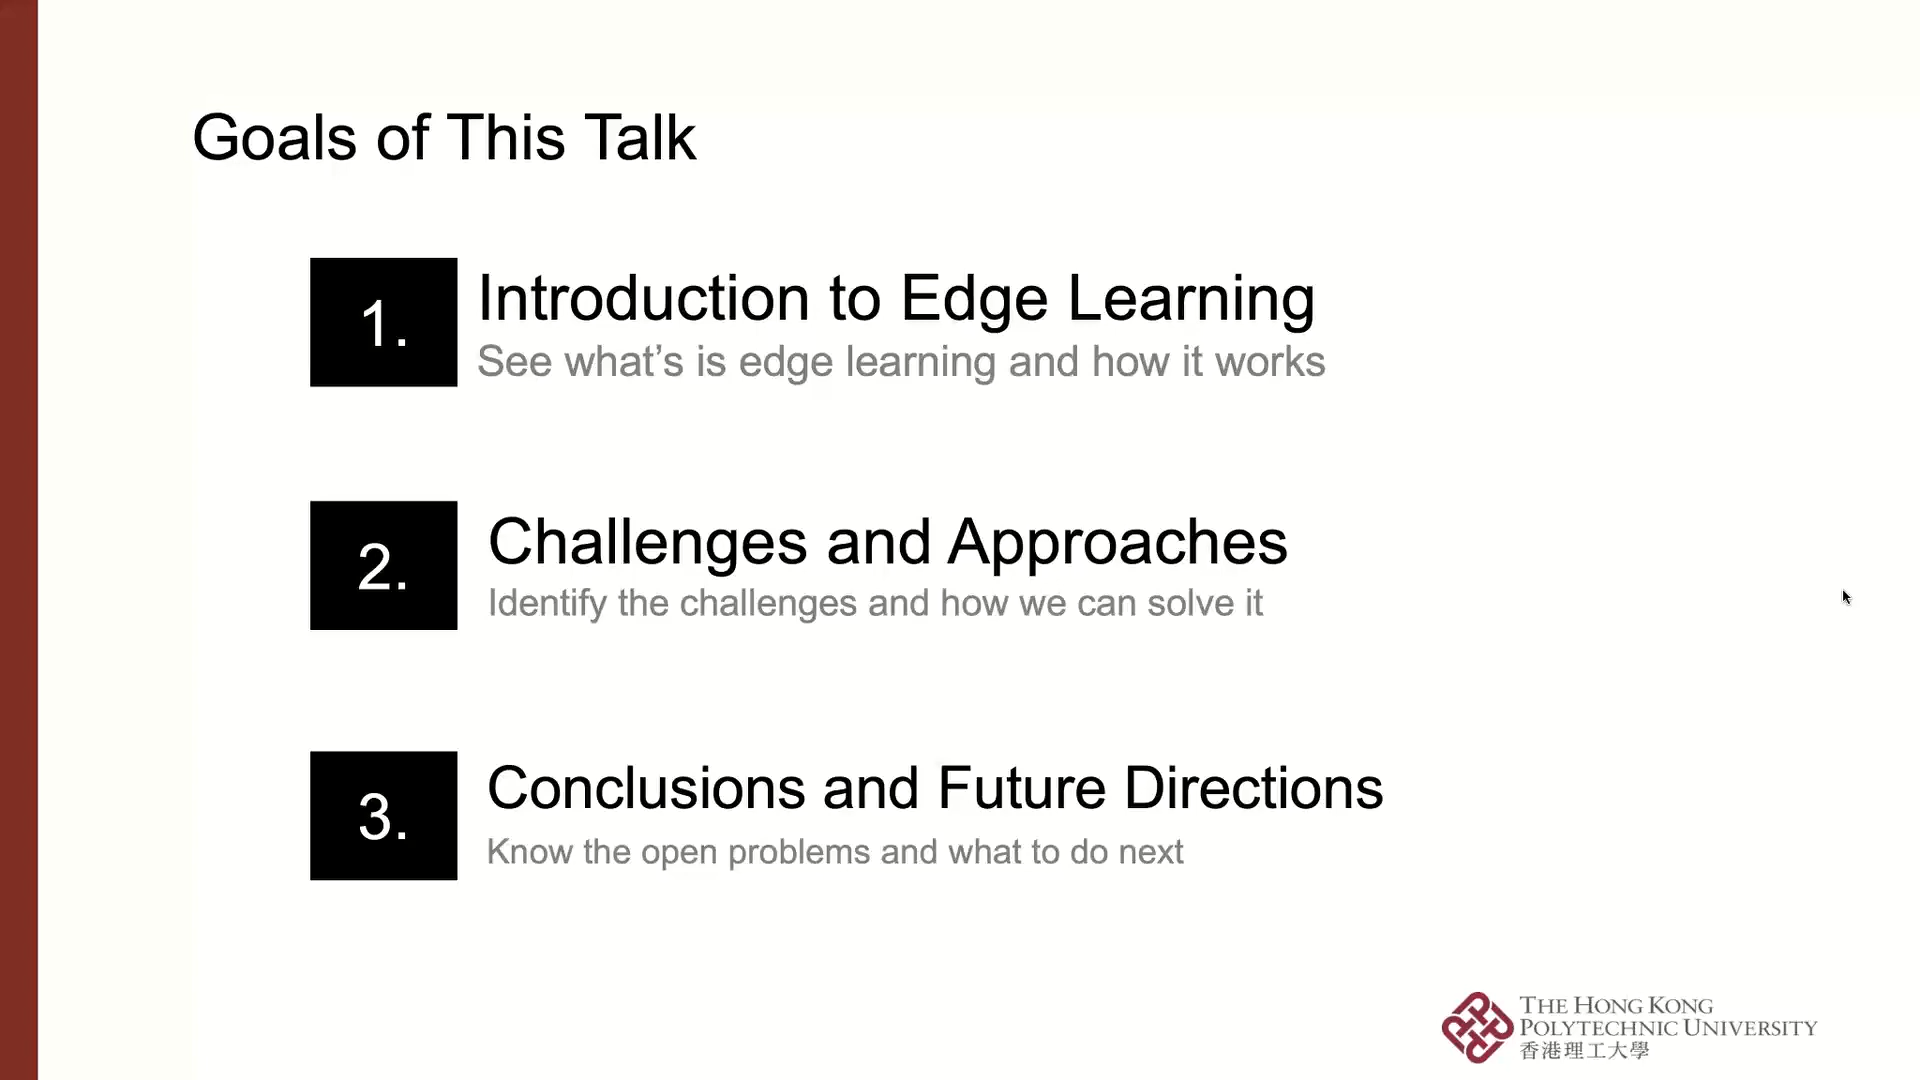 Goals of This Talk
1.
Introduction to Edge Learning
See what’s is edge learning and how it works
2.
Challenges and Approaches
Identify the challenges and how we can solve it
3.
Conclusions and Future Directions
Know the open problems and what to do next
THE HONG KONG
POLYTECHNIC UNIVERSITY
香港理工大學